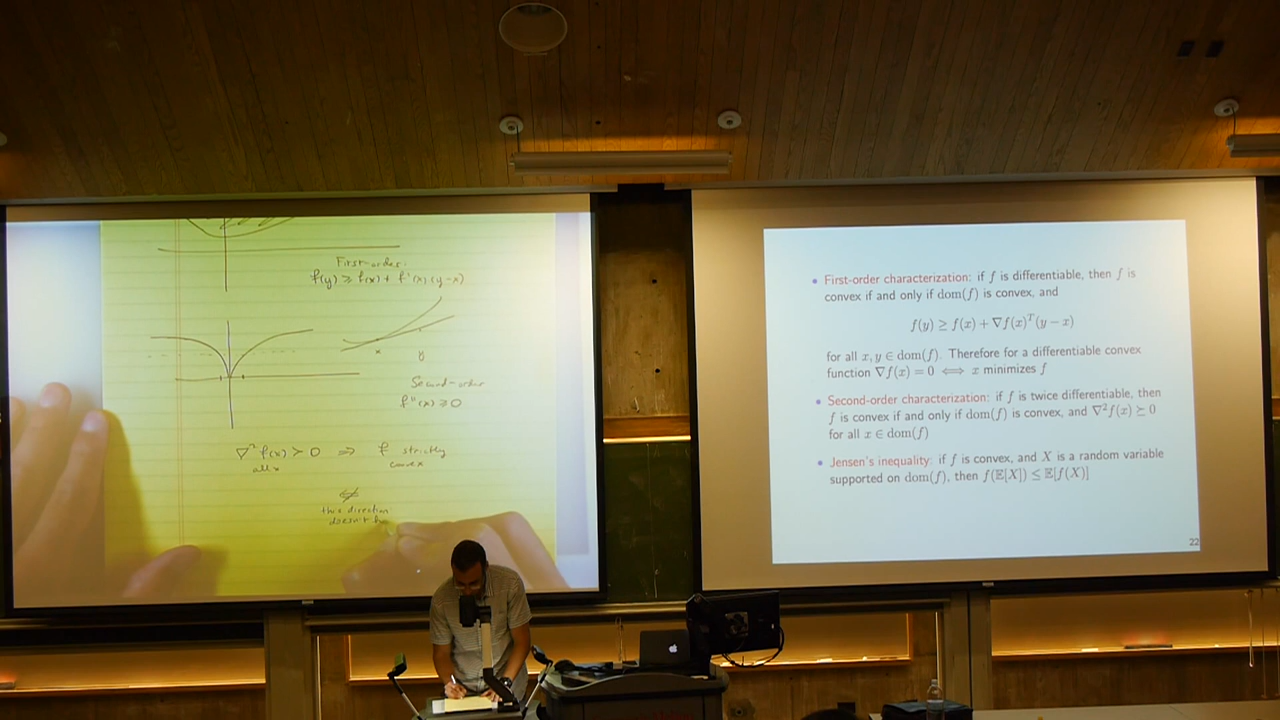 First-order:
f(y) ≥ f(x) + f'(x)(y-x)
x
y
Second-order
f''(x) ≥ 0
∇²f(x) ≻ 0 ⇒ f strictly
all x
convex
⇍
this direction
doesn't ho
• First-order characterization: if f is differentiable, then f is
convex if and only if dom(f) is convex, and
f(y) ≥ f(x) + ∇f(x)ᵀ(y − x)
for all x, y ∈ dom(f). Therefore for a differentiable convex
function ∇f(x) = 0 ⟺ x minimizes f
• Second-order characterization: if f is twice differentiable, then
f is convex if and only if dom(f) is convex, and ∇²f(x) ⪰ 0
for all x ∈ dom(f)
• Jensen's inequality: if f is convex, and X is a random variable
supported on dom(f), then f(𝔼[X]) ≤ 𝔼[f(X)]
22